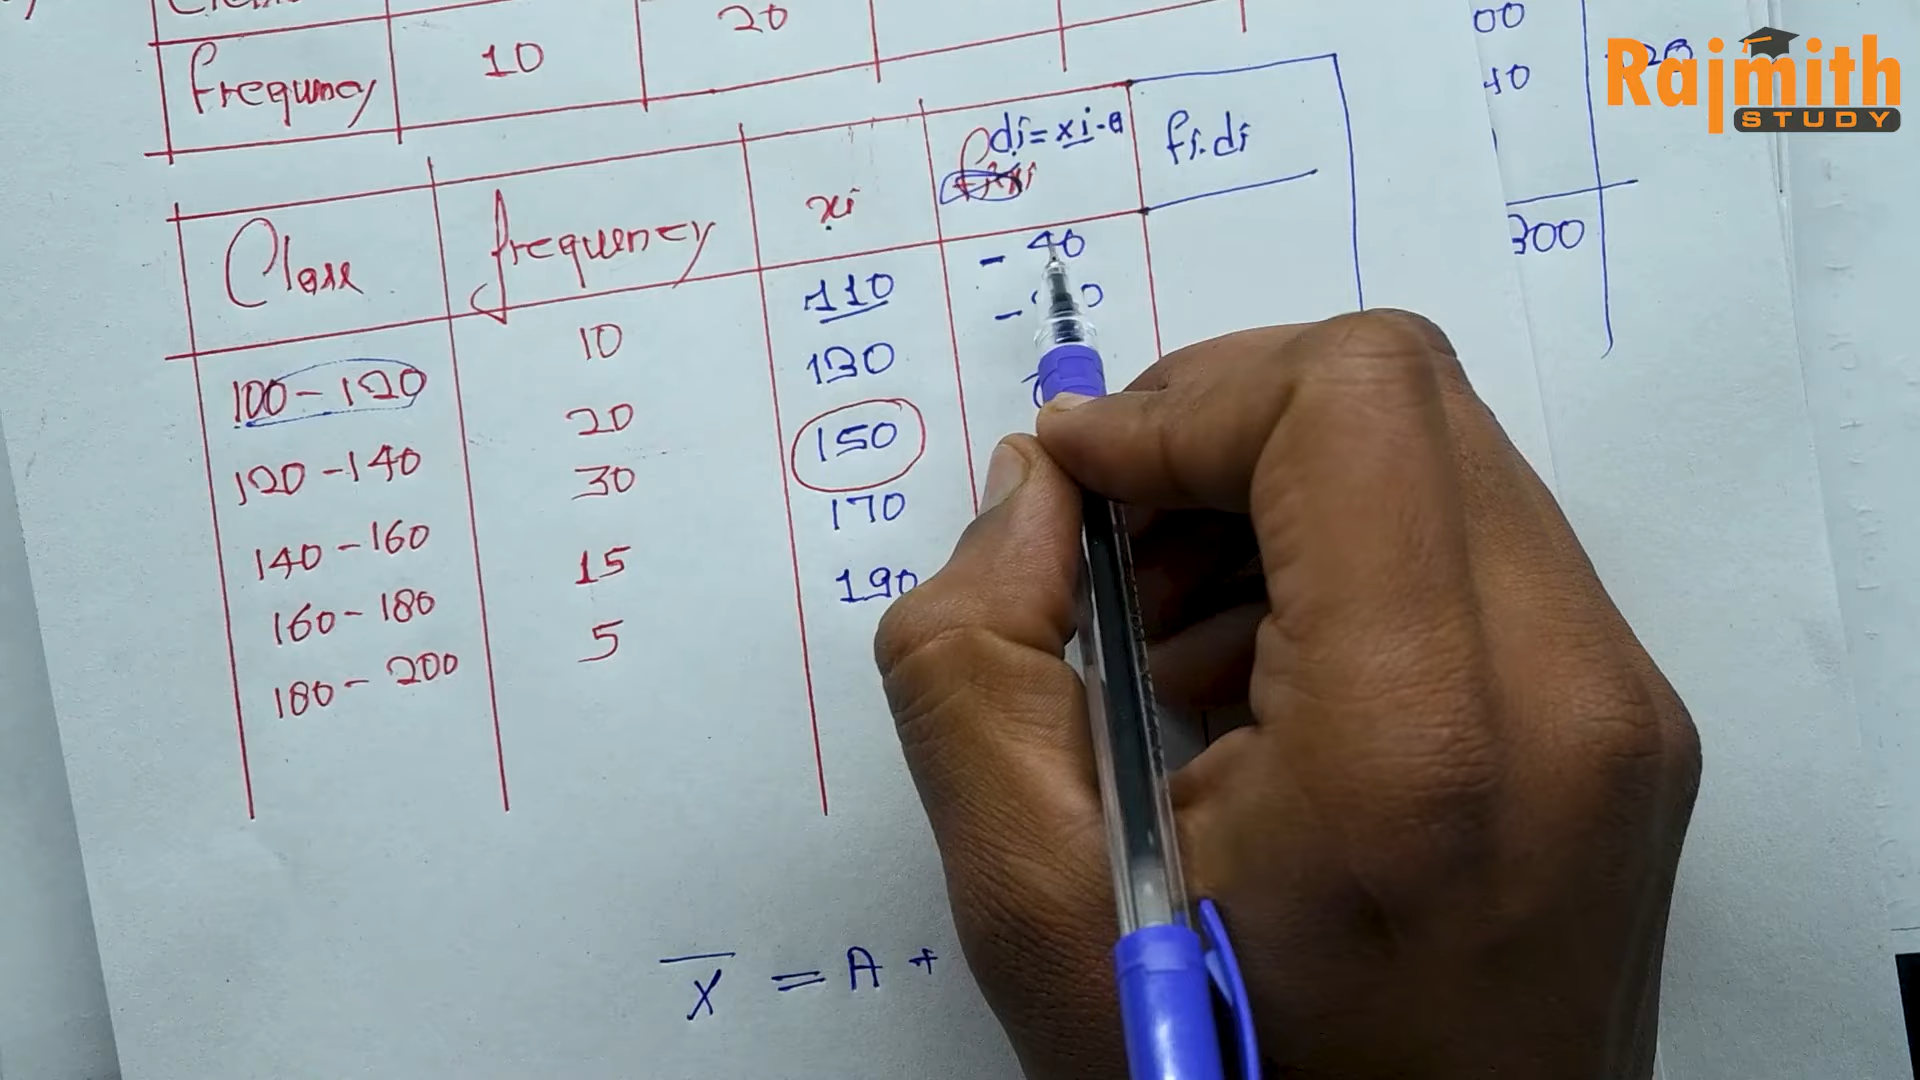 Rajmith
STUDY
frequncy 10 20
00
40
300
Class frequency xi di=xi-a fi.di
100-120 10 110 -40
120-140 20 130
140-160 30 150
160-180 15 170
180-200 5 190
X = A +